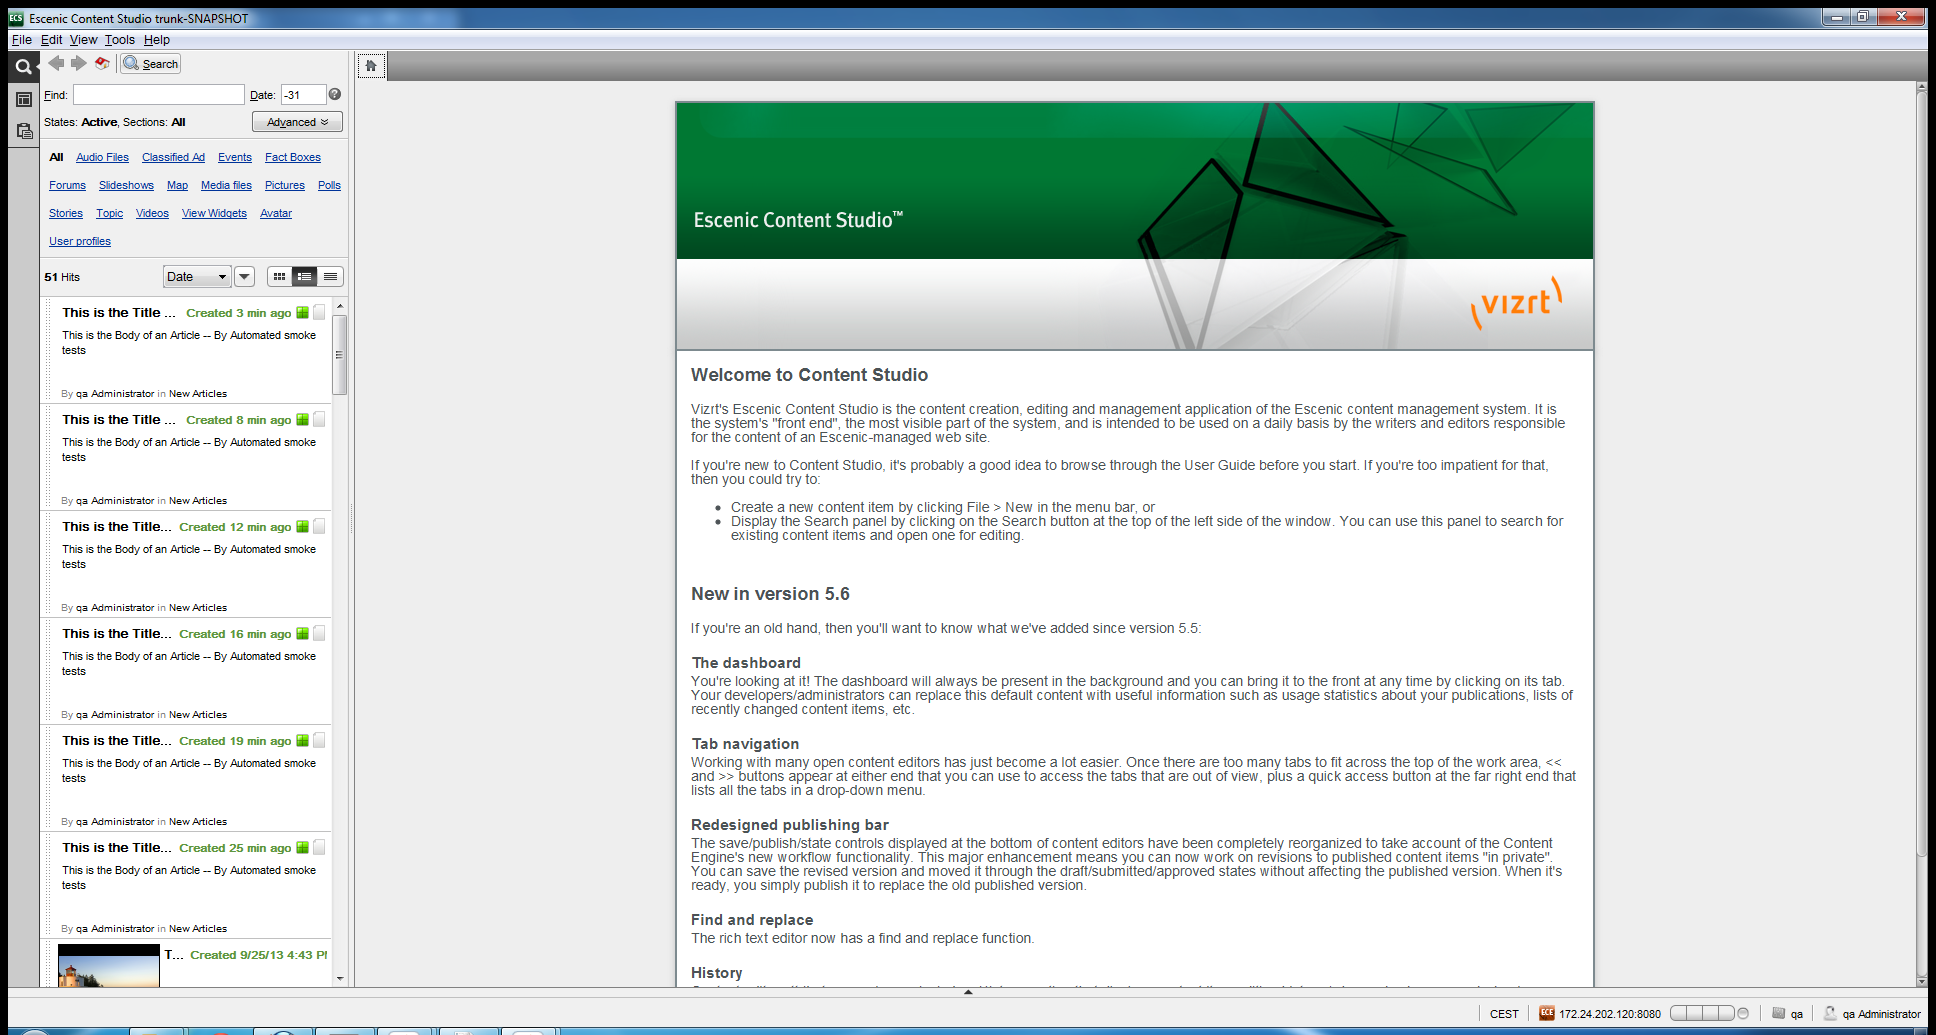 Escenic Content Studio trunk-SNAPSHOT
File Edit View Tools Help
Search
Find: Date: -31
States: Active, Sections: All Advanced
All Audio Files Classified Ad Events Fact Boxes
Forums Slideshows Map Media files Pictures Polls
Stories Topic Videos View Widgets Avatar
User profiles
51 Hits Date
This is the Title ... Created 3 min ago
This is the Body of an Article -- By Automated smoke
tests
By qa Administrator in New Articles
This is the Title ... Created 8 min ago
This is the Body of an Article -- By Automated smoke
tests
By qa Administrator in New Articles
This is the Title... Created 12 min ago
This is the Body of an Article -- By Automated smoke
tests
By qa Administrator in New Articles
This is the Title... Created 16 min ago
This is the Body of an Article -- By Automated smoke
tests
By qa Administrator in New Articles
This is the Title... Created 19 min ago
This is the Body of an Article -- By Automated smoke
tests
By qa Administrator in New Articles
This is the Title... Created 25 min ago
This is the Body of an Article -- By Automated smoke
tests
By qa Administrator in New Articles
T... Created 9/25/13 4:43
Escenic Content Studio™
vizrt
Welcome to Content Studio
Vizrt's Escenic Content Studio is the content creation, editing and management application of the Escenic content management system. It is
the system's "front end", the most visible part of the system, and is intended to be used on a daily basis by the writers and editors responsible
for the content of an Escenic-managed web site.
If you're new to Content Studio, it's probably a good idea to browse through the User Guide before you start. If you're too impatient for that,
then you could try to:
• Create a new content item by clicking File > New in the menu bar, or
• Display the Search panel by clicking on the Search button at the top of the left side of the window. You can use this panel to search for
existing content items and open one for editing.
New in version 5.6
If you're an old hand, then you'll want to know what we've added since version 5.5:
The dashboard
You're looking at it! The dashboard will always be present in the background and you can bring it to the front at any time by clicking on its tab.
Your developers/administrators can replace this default content with useful information such as usage statistics about your publications, lists of
recently changed content items, etc.
Tab navigation
Working with many open content editors has just become a lot easier. Once there are too many tabs to fit across the top of the work area, <<
and >> buttons appear at either end that you can use to access the tabs that are out of view, plus a quick access button at the far right end that
lists all the tabs in a drop-down menu.
Redesigned publishing bar
The save/publish/state controls displayed at the bottom of content editors have been completely reorganized to take account of the Content
Engine's new workflow functionality. This major enhancement means you can now work on revisions to published content items "in private".
You can save the revised version and moved it through the draft/submitted/approved states without affecting the published version. When it's
ready, you simply publish it to replace the old published version.
Find and replace
The rich text editor now has a find and replace function.
History
CEST ECE 172.24.202.120:8080 qa qa Administrator